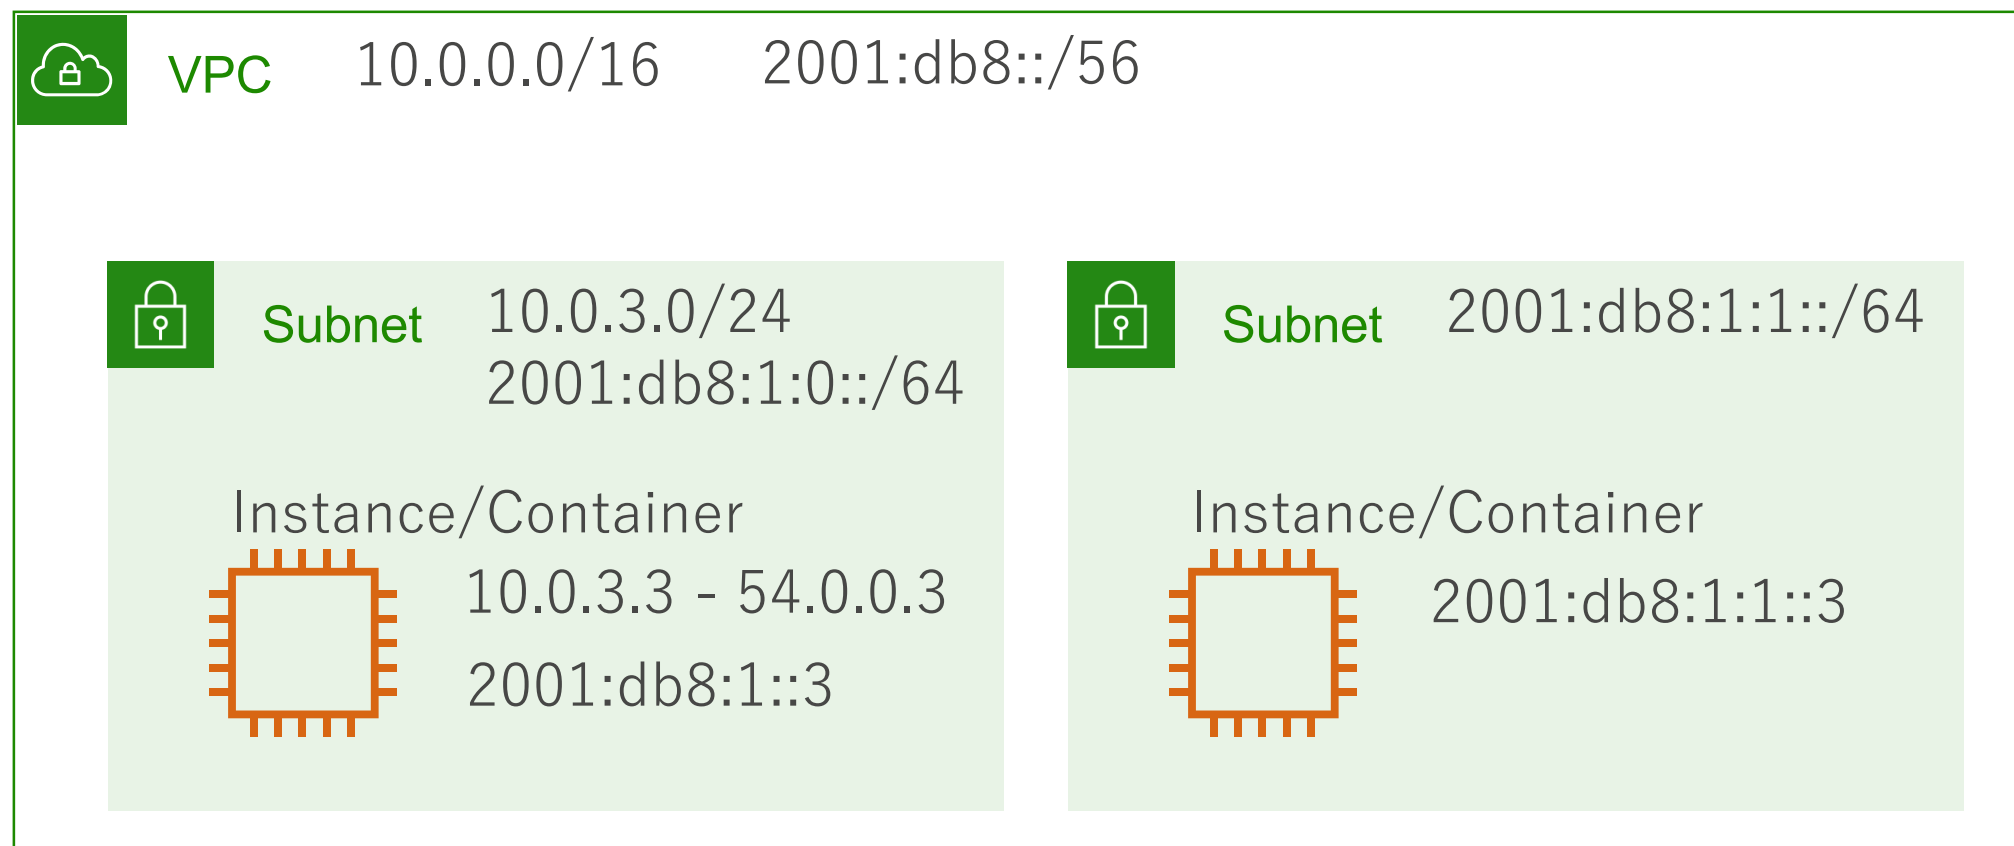 VPC 10.0.0.0/16 2001:db8::/56
Subnet 10.0.3.0/24
2001:db8:1:0::/64
Instance/Container
10.0.3.3 - 54.0.0.3
2001:db8:1::3
Subnet 2001:db8:1:1::/64
Instance/Container
2001:db8:1:1::3